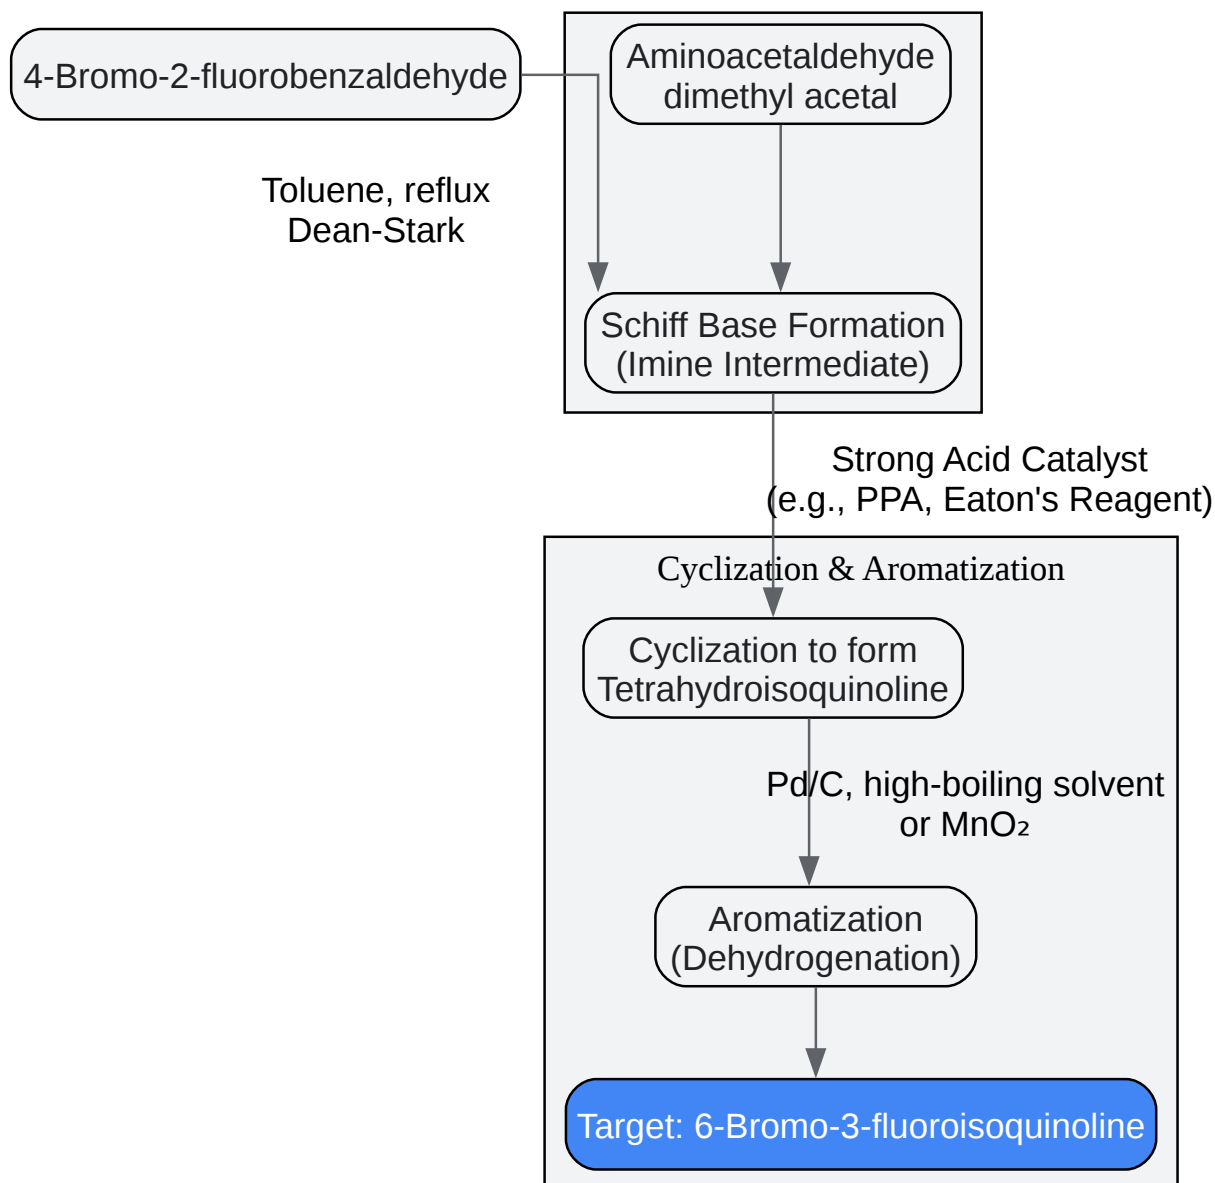 4-Bromo-2-fluorobenzaldehyde
Aminoacetaldehyde
dimethyl acetal
Toluene, reflux
Dean-Stark
Schiff Base Formation
(Imine Intermediate)
Strong Acid Catalyst
(e.g., PPA, Eaton's Reagent)
Cyclization & Aromatization
Cyclization to form
Tetrahydroisoquinoline
Pd/C, high-boiling solvent
or MnO₂
Aromatization
(Dehydrogenation)
Target: 6-Bromo-3-fluoroisoquinoline